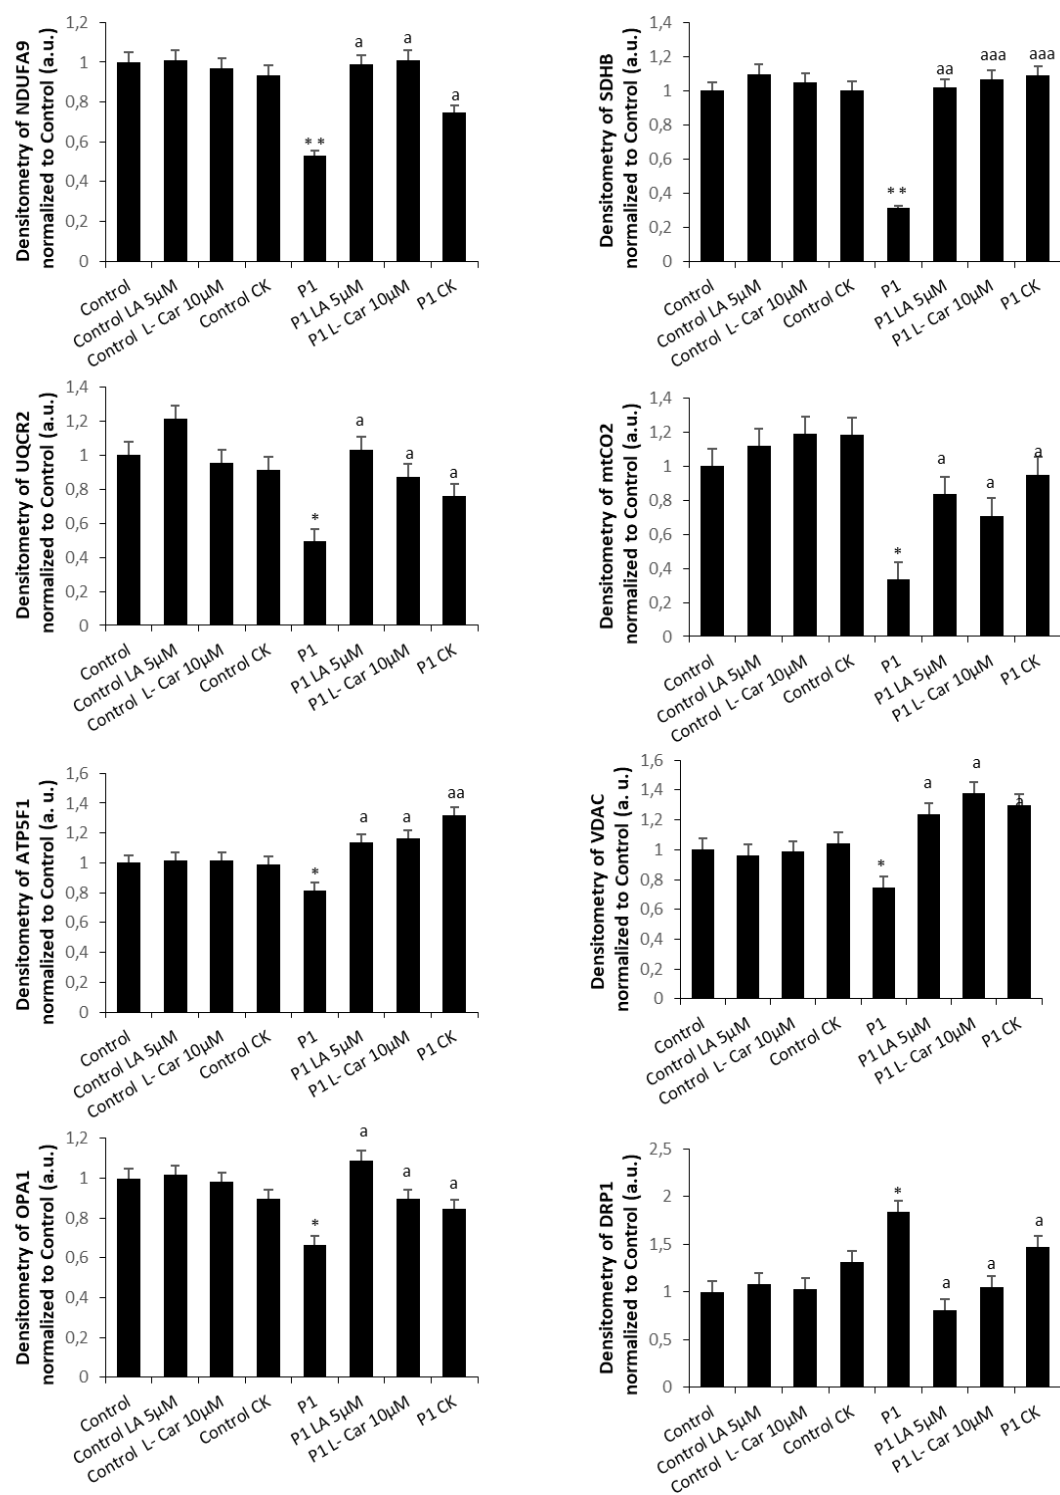 Densitometry of NDUFA9
normalized to Control (a.u.)
1,2
1
0,8
0,6
0,4
0,2
0
**
a
a
a
Control
Control LA 5µM
Control L- Car 10µM
Control CK
P1
P1 LA 5µM
P1 L- Car 10µM
P1 CK
Densitometry of SDHB
normalized to Control (a.u.)
1,4
1,2
1
0,8
0,6
0,4
0,2
0
**
aa
aaa
aaa
Control
Control LA 5µM
Control L- Car 10µM
Control CK
P1
P1 LA 5µM
P1 L- Car 10µM
P1 CK
Densitometry of UQCR2
normalized to Control (a.u.)
1,4
1,2
1
0,8
0,6
0,4
0,2
0
*
a
a
a
Control
Control LA 5µM
Control L- Car 10µM
Control CK
P1
P1 LA 5µM
P1 L- Car 10µM
P1 CK
Densitometry of mtCO2
normalized to Control (a.u.)
1,4
1,2
1
0,8
0,6
0,4
0,2
0
*
a
a
a
Control
Control LA 5µM
Control L- Car 10µM
Control CK
P1
P1 LA 5µM
P1 L- Car 10µM
P1 CK
Densitometry of ATP5F1
normalized to Control (a. u.)
1,6
1,4
1,2
1
0,8
0,6
0,4
0,2
0
*
a
a
aa
Control
Control LA 5µM
Control L- Car 10µM
Control CK
P1
P1 LA 5µM
P1 L- Car 10µM
P1 CK
Densitometry of VDAC
normalized to Control (a. u.)
1,6
1,4
1,2
1
0,8
0,6
0,4
0,2
0
*
a
a
a
Control
Control LA 5µM
Control L- Car 10µM
Control CK
P1
P1 LA 5µM
P1 L- Car 10µM
P1 CK
Densitometry of OPA1
normalized to Control (a.u.)
1,2
1
0,8
0,6
0,4
0,2
0
*
a
a
a
Control
Control LA 5µM
Control L- Car 10µM
Control CK
P1
P1 LA 5µM
P1 L- Car 10µM
P1 CK
Densitometry of DRP1
normalized to Control (a.u.)
2,5
2
1,5
1
0,5
0
*
a
a
a
Control
Control LA 5µM
Control L- Car 10µM
Control CK
P1
P1 LA 5µM
P1 L- Car 10µM
P1 CK